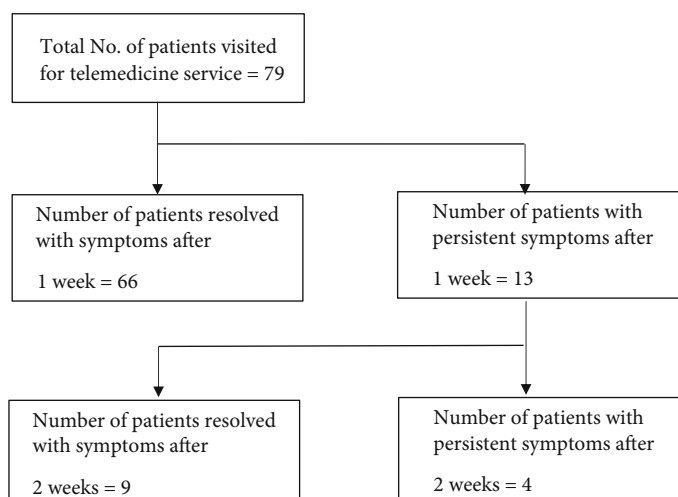 Total No. of patients visited
for telemedicine service = 79
Number of patients resolved
with symptoms after
1 week = 66
Number of patients with
persistent symptoms after
1 week = 13
Number of patients resolved
with symptoms after
2 weeks = 9
Number of patients with
persistent symptoms after
2 weeks = 4